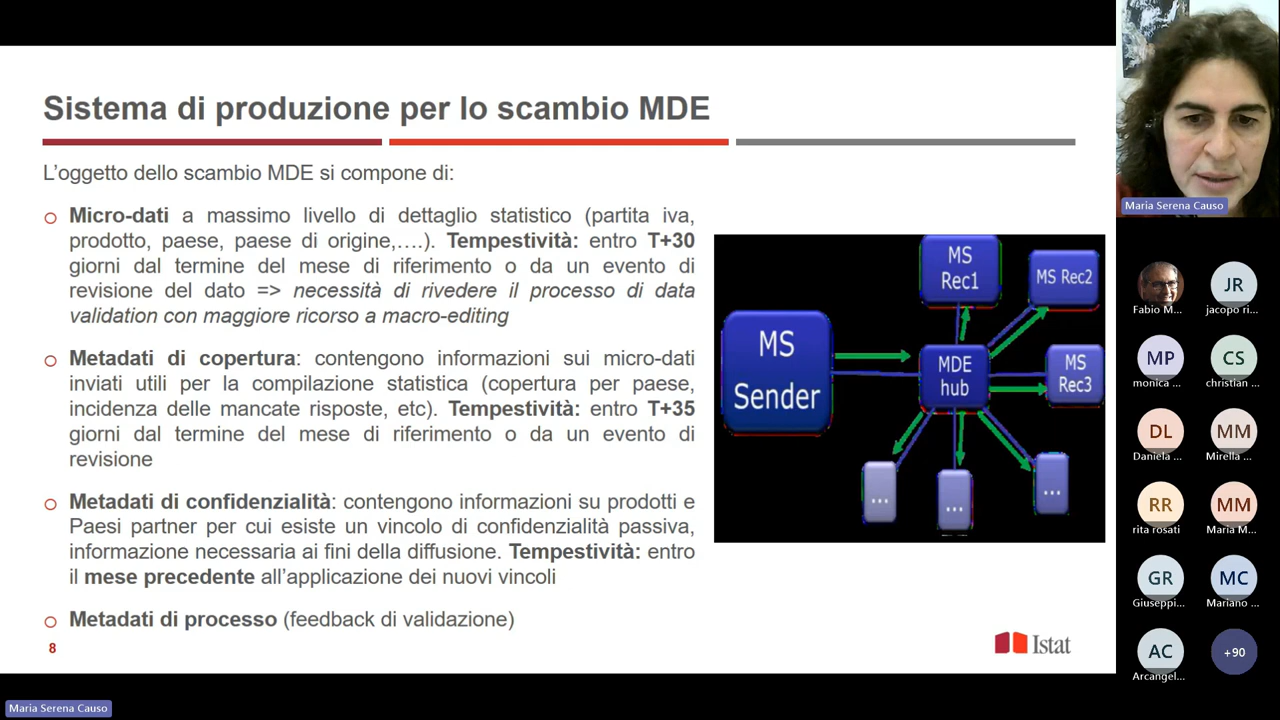 Sistema di produzione per lo scambio MDE
L'oggetto dello scambio MDE si compone di:
Micro-dati a massimo livello di dettaglio statistico (partita iva,
prodotto, paese, paese di origine,....). Tempestività: entro T+30
giorni dal termine del mese di riferimento o da un evento di
revisione del dato => necessità di rivedere il processo di data
validation con maggiore ricorso a macro-editing
Metadati di copertura: contengono informazioni sui micro-dati
inviati utili per la compilazione statistica (copertura per paese,
incidenza delle mancate risposte, etc). Tempestività: entro T+35
giorni dal termine del mese di riferimento o da un evento di
revisione
Metadati di confidenzialità: contengono informazioni su prodotti e
Paesi partner per cui esiste un vincolo di confidenzialità passiva,
informazione necessaria ai fini della diffusione. Tempestività: entro
il mese precedente all'applicazione dei nuovi vincoli
Metadati di processo (feedback di validazione)
8
MS
Sender
MS
Rec1
MS Rec2
MDE
hub
MS
Rec3
...
...
...
Istat
Maria Serena Causo
Fabio M...
JR
jacopo ri...
MP
monica ...
CS
christian ...
DL
Daniela ...
MM
Mirella ...
RR
rita rosati
MM
Maria M...
GR
Giuseppi...
MC
Mariano ...
AC
Arcangel...
+90
Maria Serena Causo